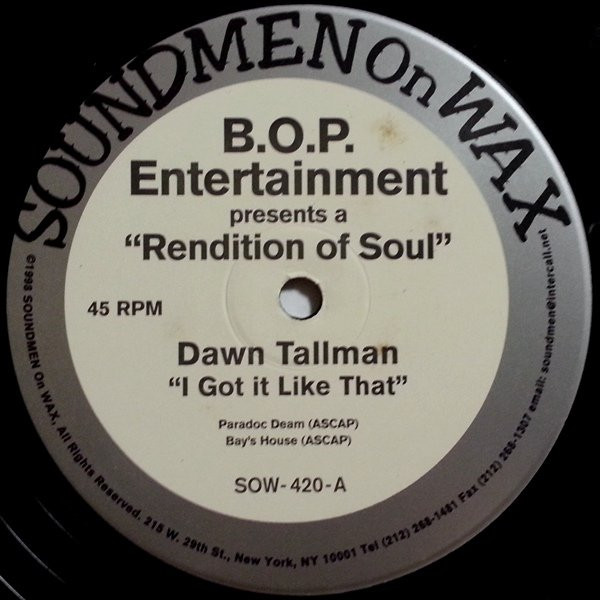 SOUNDMEN On WAX
B.O.P.
Entertainment
presents a
“Rendition of Soul”
45 RPM
Dawn Tallman
“I Got it Like That”
Paradoc Deam (ASCAP)
Bay's House (ASCAP)
SOW-420-A
©1998 SOUNDMEN On WAX, All Rights Reserved. 215 W. 29th St., New York, NY 10001 Tel (212) 268-1481 Fax (212) 268-1307 email: soundmen@intercall.net